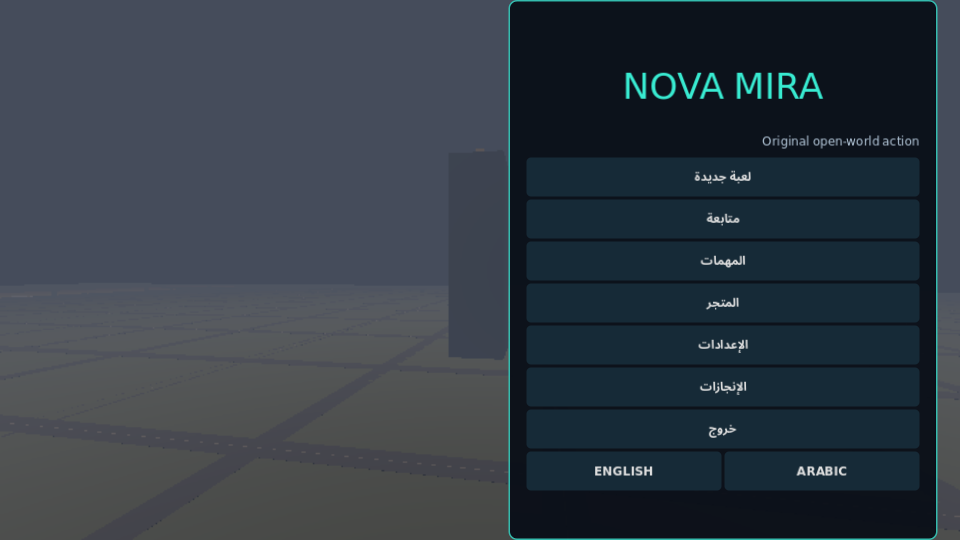 NOVA MIRA
Original open-world action
لعبة جديدة
متابعة
المهمات
المتجر
الإعدادات
الإنجازات
خروج
ENGLISH
ARABIC